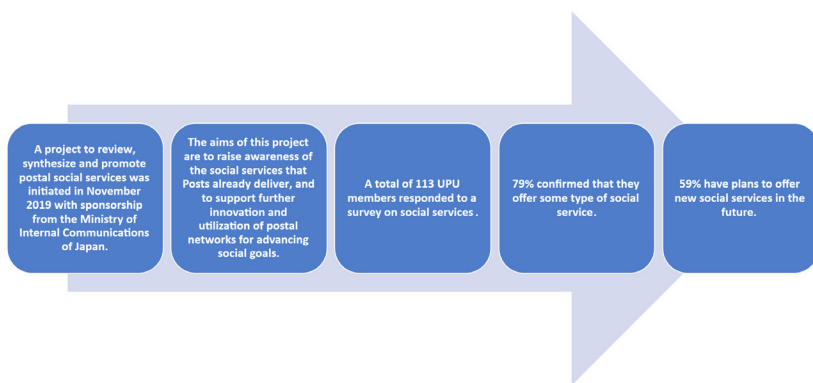 A project to review,
synthesize and promote
postal social services was
initiated in November
2019 with sponsorship
from the Ministry of
Internal Communications
of Japan.
The aims of this project
are to raise awareness of
the social services that
Posts already deliver, and
to support further
innovation and
utilization of postal
networks for advancing
social goals.
A total of 113 UPU
members responded to a
survey on social services .
79% confirmed that they
offer some type of social
service.
59% have plans to offer
new social services in the
future.